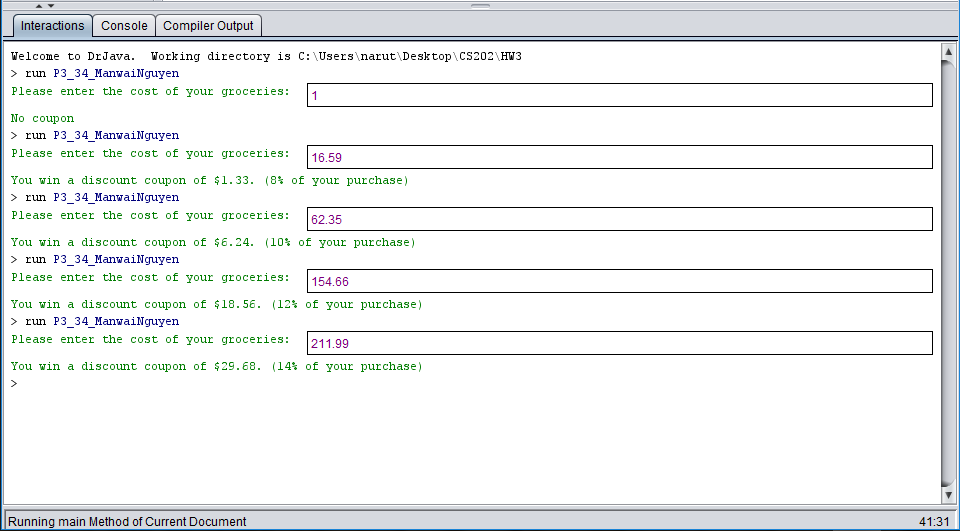 Interactions Console Compiler Output
Welcome to DrJava.  Working directory is C:\Users\narut\Desktop\CS202\HW3
> run P3_34_ManwaiNguyen
Please enter the cost of your groceries: 1
No coupon
> run P3_34_ManwaiNguyen
Please enter the cost of your groceries: 16.59
You win a discount coupon of $1.33. (8% of your purchase)
> run P3_34_ManwaiNguyen
Please enter the cost of your groceries: 62.35
You win a discount coupon of $6.24. (10% of your purchase)
> run P3_34_ManwaiNguyen
Please enter the cost of your groceries: 154.66
You win a discount coupon of $18.56. (12% of your purchase)
> run P3_34_ManwaiNguyen
Please enter the cost of your groceries: 211.99
You win a discount coupon of $29.68. (14% of your purchase)
>
Running main Method of Current Document 41:31